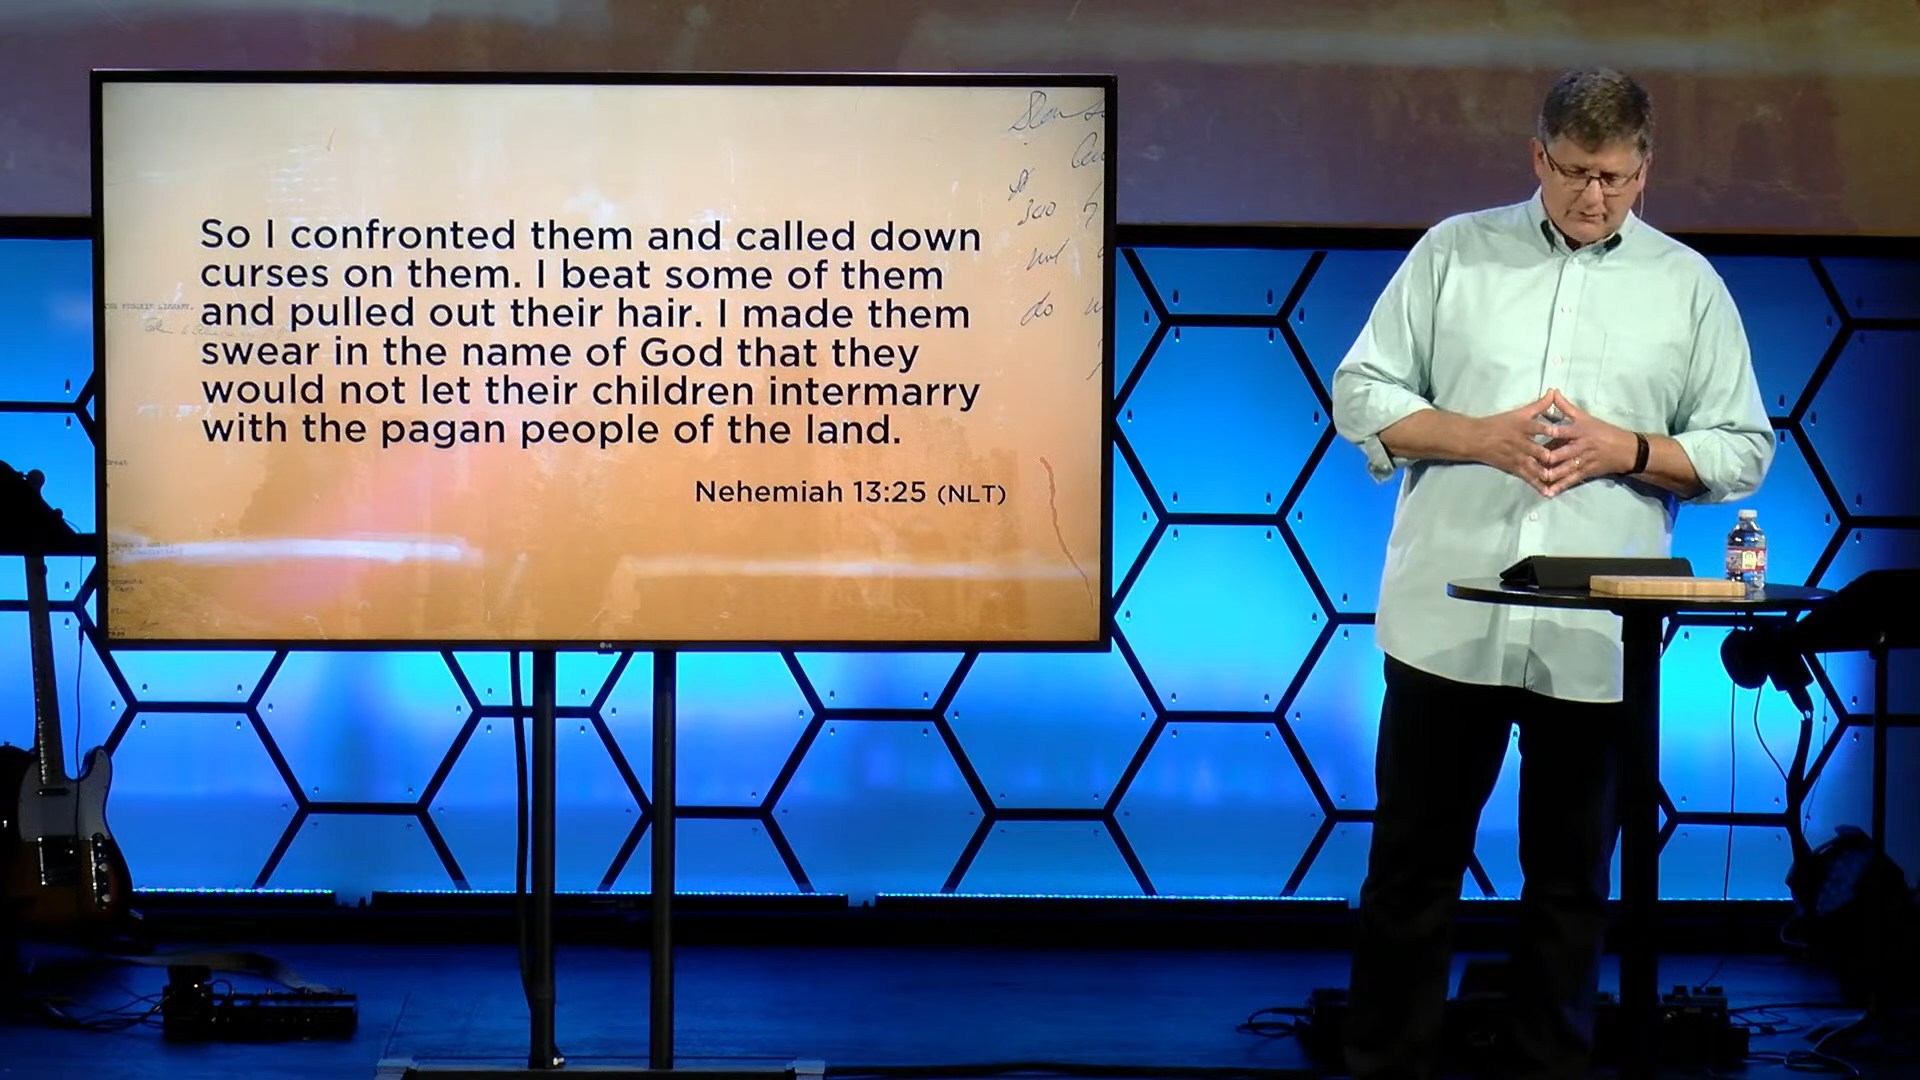 So I confronted them and called down
curses on them. I beat some of them
and pulled out their hair. I made them
swear in the name of God that they
would not let their children intermarry
with the pagan people of the land.
Nehemiah 13:25 (NLT)
LG